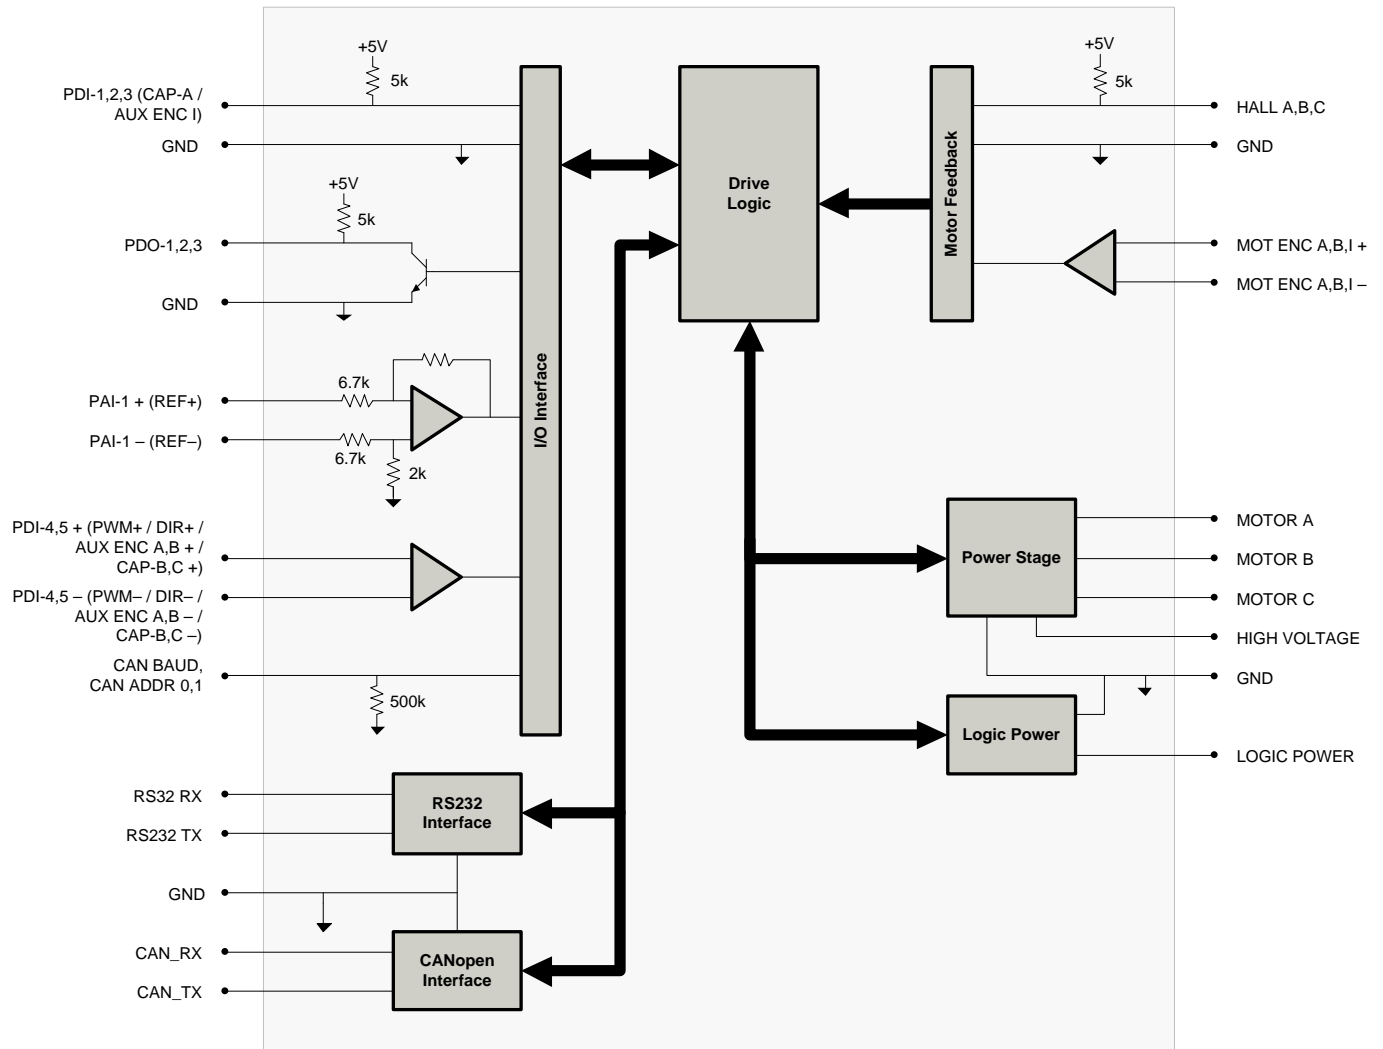 +5V
5k
PDI-1,2,3 (CAP-A /
AUX ENC I)
GND
+5V
5k
PDO-1,2,3
GND
6.7k
PAI-1 + (REF+)
PAI-1 – (REF–)
6.7k
2k
PDI-4,5 + (PWM+ / DIR+ /
AUX ENC A,B + /
CAP-B,C +)
PDI-4,5 – (PWM– / DIR– /
AUX ENC A,B – /
CAP-B,C –)
CAN BAUD,
CAN ADDR 0,1
500k
I/O Interface
RS32 RX
RS232 TX
RS232
Interface
GND
CAN_RX
CAN_TX
CANopen
Interface
Drive
Logic
Motor Feedback
+5V
5k
HALL A,B,C
GND
MOT ENC A,B,I +
MOT ENC A,B,I –
Power Stage
MOTOR A
MOTOR B
MOTOR C
HIGH VOLTAGE
GND
Logic Power
LOGIC POWER